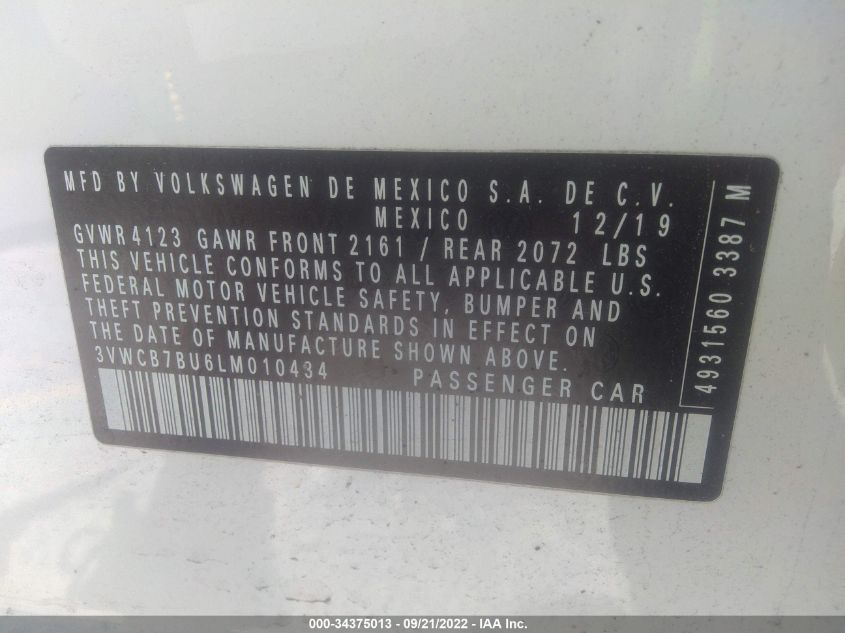 MFD BY VOLKSWAGEN DE MEXICO S.A. DE C.V.
MEXICO 12/19
GVWR 4123 GAWR FRONT 2161 / REAR 2072 LBS
THIS VEHICLE CONFORMS TO ALL APPLICABLE U.S.
FEDERAL MOTOR VEHICLE SAFETY, BUMPER AND
THEFT PREVENTION STANDARDS IN EFFECT ON
THE DATE OF MANUFACTURE SHOWN ABOVE.
3VWCB7BU6LM010434 PASSENGER CAR
4931560 3387 M
000-34375013 - 09/21/2022 - IAA Inc.